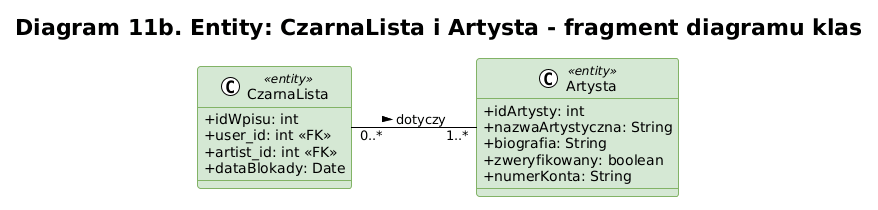 Diagram 11b. Entity: CzarnaLista i Artysta - fragment diagramu klas
C «entity»
CzarnaLista
+idWpisu: int
+user_id: int «FK»
+artist_id: int «FK»
+dataBlokady: Date
► dotyczy
0..* 1..*
C «entity»
Artysta
+idArtysty: int
+nazwaArtystyczna: String
+biografia: String
+zweryfikowany: boolean
+numerKonta: String